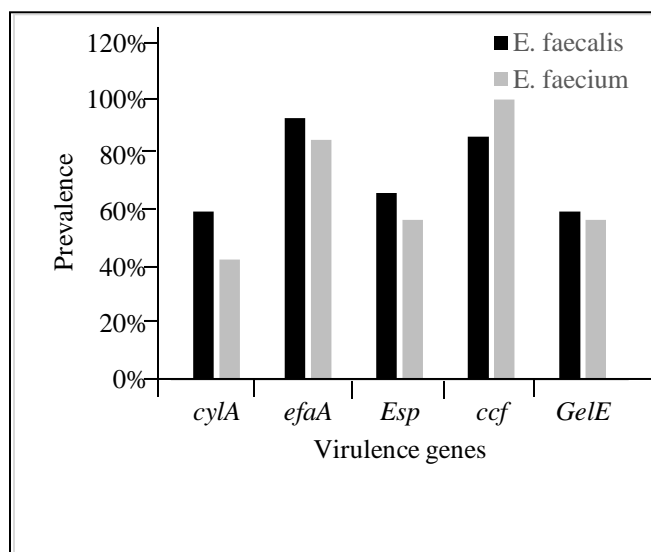 120%
100%
80%
60%
40%
20%
0%
Prevalence
E. faecalis
E. faecium
cylA efaA Esp ccf GelE
Virulence genes